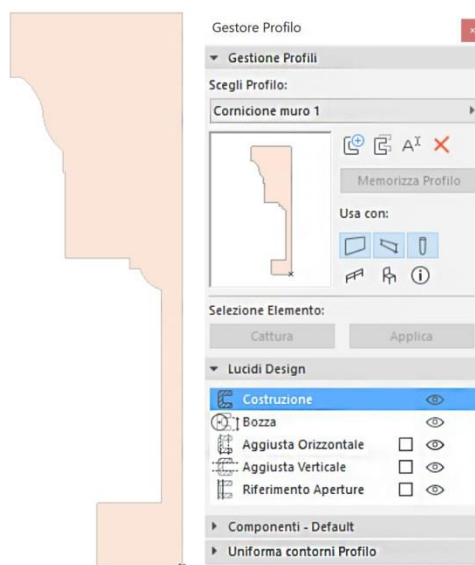 Gestore Profilo
Gestione Profili
Scegli Profilo:
Cornicione muro 1
Memorizza Profilo
Usa con:
Selezione Elemento:
Cattura
Applica
Lucidi Design
Costruzione
Bozza
Aggiusta Orizzontale
Aggiusta Verticale
Riferimento Aperture
Componenti - Default
Uniforma contorni Profilo